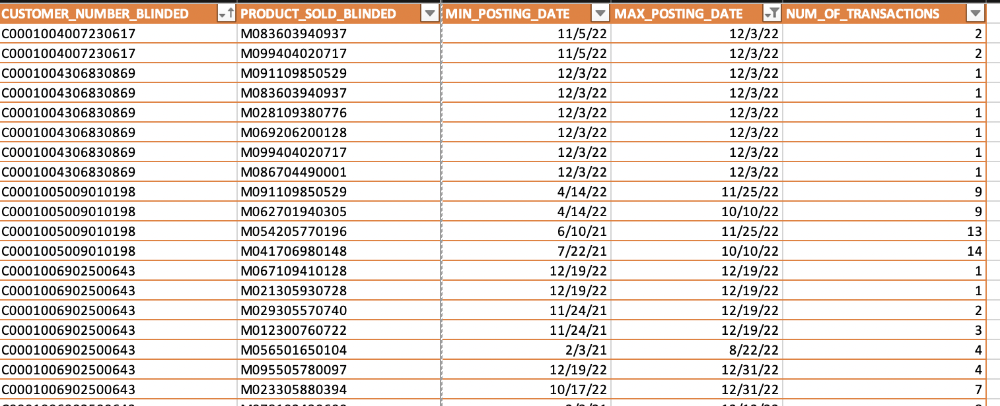 CUSTOMER_NUMBER_BLINDED PRODUCT_SOLD_BLINDED MIN_POSTING_DATE MAX_POSTING_DATE NUM_OF_TRANSACTIONS
C0001004007230617 M083603940937 11/5/22 12/3/22 2
C0001004007230617 M099404020717 11/5/22 12/3/22 2
C0001004306830869 M091109850529 12/3/22 12/3/22 1
C0001004306830869 M083603940937 12/3/22 12/3/22 1
C0001004306830869 M028109380776 12/3/22 12/3/22 1
C0001004306830869 M069206200128 12/3/22 12/3/22 1
C0001004306830869 M099404020717 12/3/22 12/3/22 1
C0001004306830869 M086704490001 12/3/22 12/3/22 1
C0001005009010198 M091109850529 4/14/22 11/25/22 9
C0001005009010198 M062701940305 4/14/22 10/10/22 9
C0001005009010198 M054205770196 6/10/21 11/25/22 13
C0001005009010198 M041706980148 7/22/21 10/10/22 14
C0001006902500643 M067109410128 12/19/22 12/19/22 1
C0001006902500643 M021305930728 12/19/22 12/19/22 1
C0001006902500643 M029305570740 11/24/21 12/19/22 2
C0001006902500643 M012300760722 11/24/21 12/19/22 3
C0001006902500643 M056501650104 2/3/21 8/22/22 4
C0001006902500643 M095505780097 12/19/22 12/31/22 4
C0001006902500643 M023305880394 10/17/22 12/31/22 7